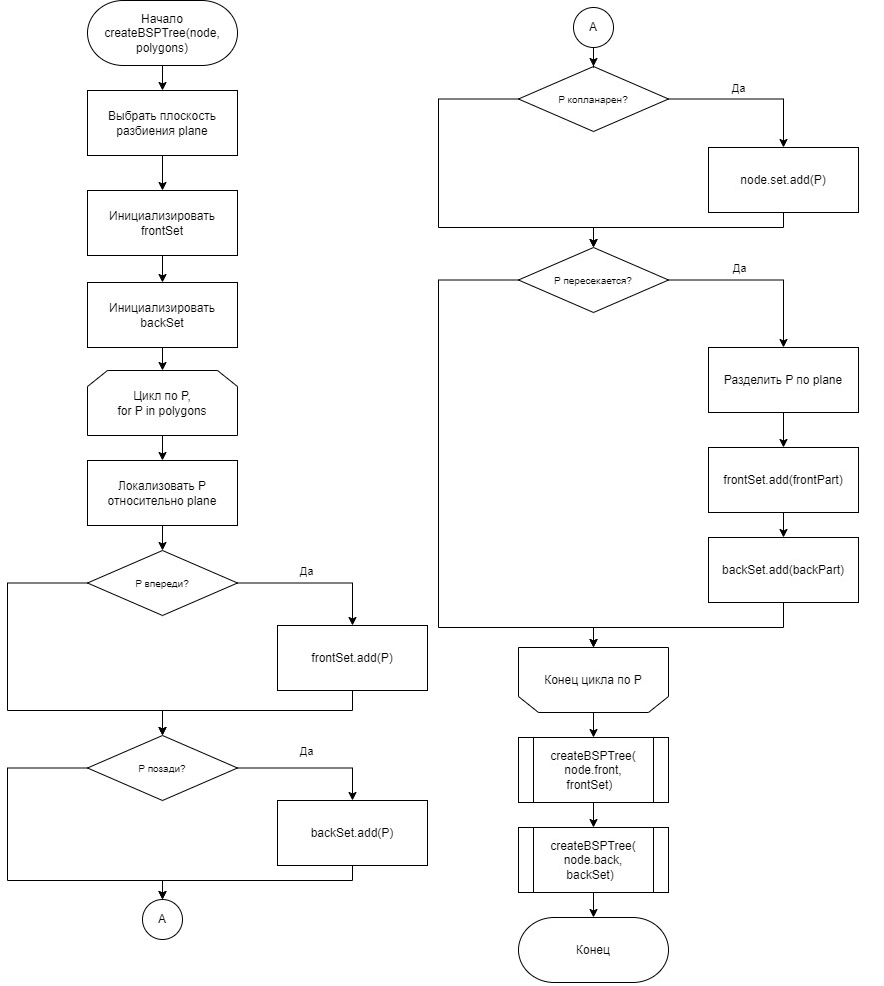 Начало
createBSPTree(node,
polygons)
Выбрать плоскость
разбиения plane
Инициализировать
frontSet
Инициализировать
backSet
Цикл по P,
for P in polygons
Локализовать P
относительно plane
P впереди?
Да
frontSet.add(P)
P позади?
Да
backSet.add(P)
A
A
P копланарен?
Да
node.set.add(P)
P пересекается?
Да
Разделить P по plane
frontSet.add(frontPart)
backSet.add(backPart)
Конец цикла по P
createBSPTree(
node.front,
frontSet)
createBSPTree(
node.back,
backSet)
Конец